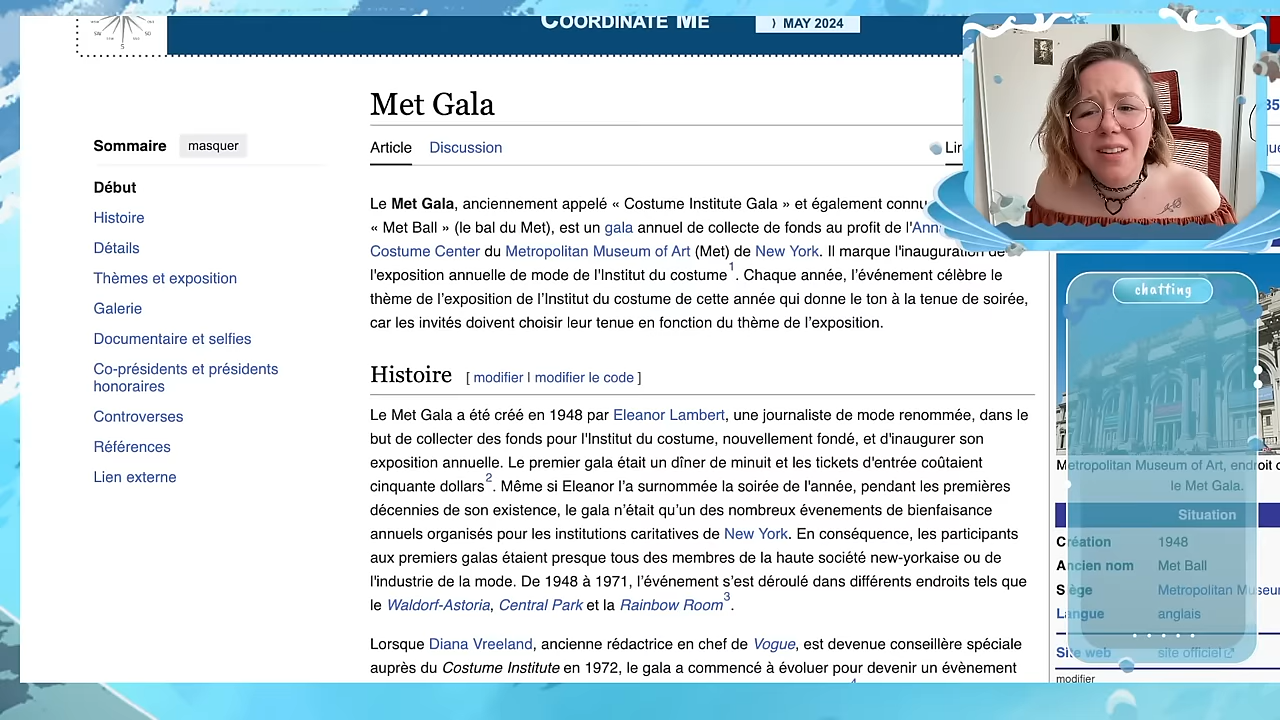 COORDINATE ME
MAY 2024
Met Gala
Sommaire masquer
Article Discussion
Début
Histoire
Détails
Thèmes et exposition
Galerie
Documentaire et selfies
Co-présidents et présidents
honoraires
Controverses
Références
Lien externe
Le Met Gala, anciennement appelé « Costume Institute Gala » et également connu
« Met Ball » (le bal du Met), est un gala annuel de collecte de fonds au profit de l'Ann
Costume Center du Metropolitan Museum of Art (Met) de New York. Il marque l'inauguration de
l'exposition annuelle de mode de l'Institut du costume1. Chaque année, l'événement célèbre le
thème de l'exposition de l'Institut du costume de cette année qui donne le ton à la tenue de soirée,
car les invités doivent choisir leur tenue en fonction du thème de l'exposition.
Histoire [ modifier | modifier le code ]
Le Met Gala a été créé en 1948 par Eleanor Lambert, une journaliste de mode renommée, dans le
but de collecter des fonds pour l'Institut du costume, nouvellement fondé, et d'inaugurer son
exposition annuelle. Le premier gala était un dîner de minuit et les tickets d'entrée coûtaient
cinquante dollars2. Même si Eleanor l'a surnommée la soirée de l'année, pendant les premières
décennies de son existence, le gala n'était qu'un des nombreux évenements de bienfaisance
annuels organisés pour les institutions caritatives de New York. En conséquence, les participants
aux premiers galas étaient presque tous des membres de la haute société new-yorkaise ou de
l'industrie de la mode. De 1948 à 1971, l'événement s'est déroulé dans différents endroits tels que
le Waldorf-Astoria, Central Park et la Rainbow Room3.
Lorsque Diana Vreeland, ancienne rédactrice en chef de Vogue, est devenue conseillère spéciale
auprès du Costume Institute en 1972, le gala a commencé à évoluer pour devenir un évènement
chatting
Metropolitan Museum of Art, endroit
le Met Gala.
Situation
Création 1948
Ancien nom Met Ball
Siège Metropolitan Museu
Langue anglais
Site web site officiel
modifier